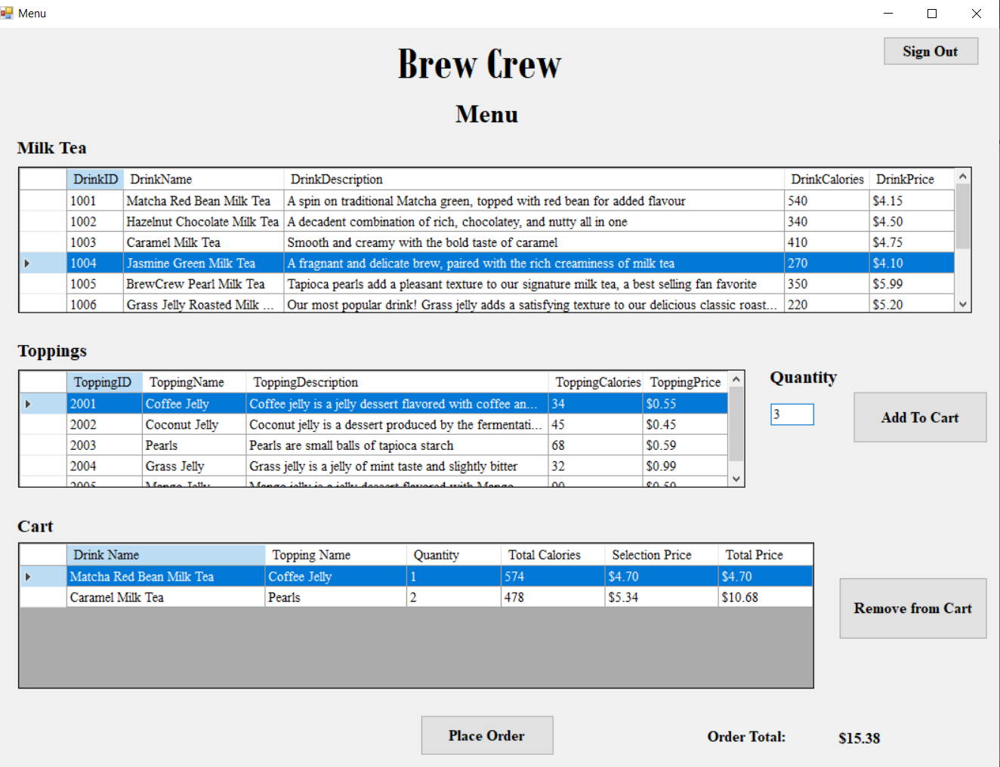 Menu
Brew Crew
Sign Out
Menu
Milk Tea
DrinkID DrinkName DrinkDescription DrinkCalories DrinkPrice
1001 Matcha Red Bean Milk Tea A spin on traditional Matcha green, topped with red bean for added flavour 540 $4.15
1002 Hazelnut Chocolate Milk Tea A decadent combination of rich, chocolatey, and nutty all in one 340 $4.50
1003 Caramel Milk Tea Smooth and creamy with the bold taste of caramel 410 $4.75
1004 Jasmine Green Milk Tea A fragnant and delicate brew, paired with the rich creaminess of milk tea 270 $4.10
1005 BrewCrew Pearl Milk Tea Tapioca pearls add a pleasant texture to our signature milk tea, a best selling fan favorite 350 $5.99
1006 Grass Jelly Roasted Milk ... Our most popular drink! Grass jelly adds a satisfying texture to our delicious classic roast... 220 $5.20
Toppings
ToppingID ToppingName ToppingDescription ToppingCalories ToppingPrice
2001 Coffee Jelly Coffee jelly is a jelly dessert flavored with coffee an... 34 $0.55
2002 Coconut Jelly Coconut jelly is a dessert produced by the fermentati... 45 $0.45
2003 Pearls Pearls are small balls of tapioca starch 68 $0.59
2004 Grass Jelly Grass jelly is a jelly of mint taste and slightly bitter 32 $0.99
2005 Mango Jelly Mango jelly is a jelly dessert flavored with Mango
Quantity
3
Add To Cart
Cart
Drink Name Topping Name Quantity Total Calories Selection Price Total Price
Matcha Red Bean Milk Tea Coffee Jelly 1 574 $4.70 $4.70
Caramel Milk Tea Pearls 2 478 $5.34 $10.68
Remove from Cart
Place Order
Order Total: $15.38